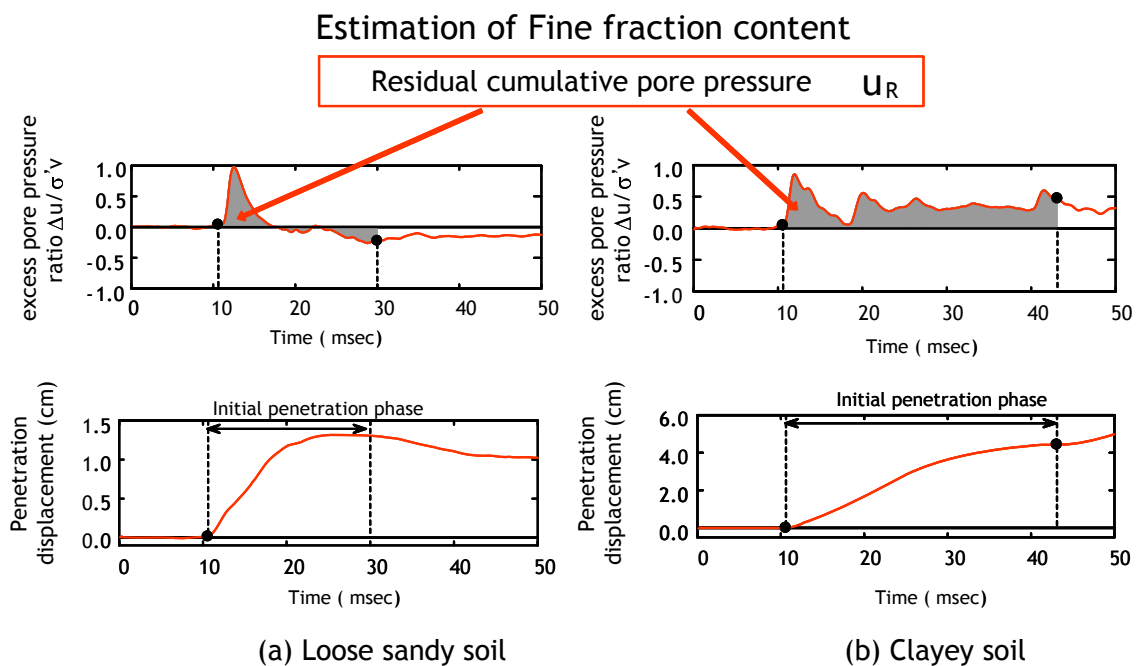 Estimation of Fine fraction content
Residual cumulative pore pressure uR
excess pore pressure
ratio Δu/σ'v
1.0
0.5
0.0
-0.5
-1.0
0 10 20 30 40 50
Time ( msec)
excess pore pressure
ratio Δu/σ'v
1.0
0.5
0.0
0.5
-1.0
0 10 20 30 40 50
Time ( msec)
Penetration
displacement (cm)
Initial penetration phase
1.5
1.0
0.5
0.0
0 10 20 30 40 50
Time ( msec)
(a) Loose sandy soil
Penetration
displacement (cm)
Initial penetration phase
6.0
4.0
2.0
0.0
0 10 20 30 40 50
Time ( msec)
(b) Clayey soil